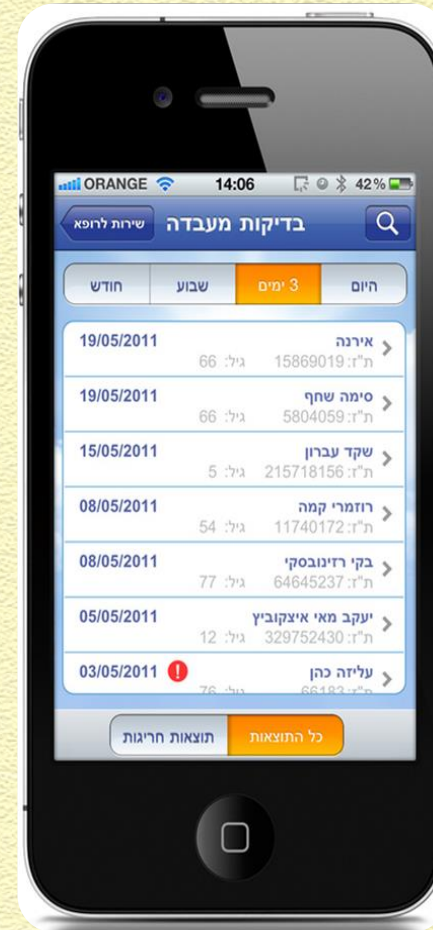 ORANGE 14:06 42%
בדיקות מעבדה שירות לרופא
היום 3 ימים שבוע חודש
אירנה 19/05/2011
ת"ז: 15869019 גיל: 66
סימה שחף 19/05/2011
ת"ז: 5804059 גיל: 66
שקד עברון 15/05/2011
ת"ז: 215718156 גיל: 5
רוזמרי קמה 08/05/2011
ת"ז: 11740172 גיל: 54
בקי רזינובסקי 08/05/2011
ת"ז: 64645237 גיל: 77
יעקב מאי איצקוביץ 05/05/2011
ת"ז: 329752430 גיל: 12
עליזה כהן 03/05/2011 !
ת"ז: 66183 גיל: 76
כל התוצאות תוצאות חריגות